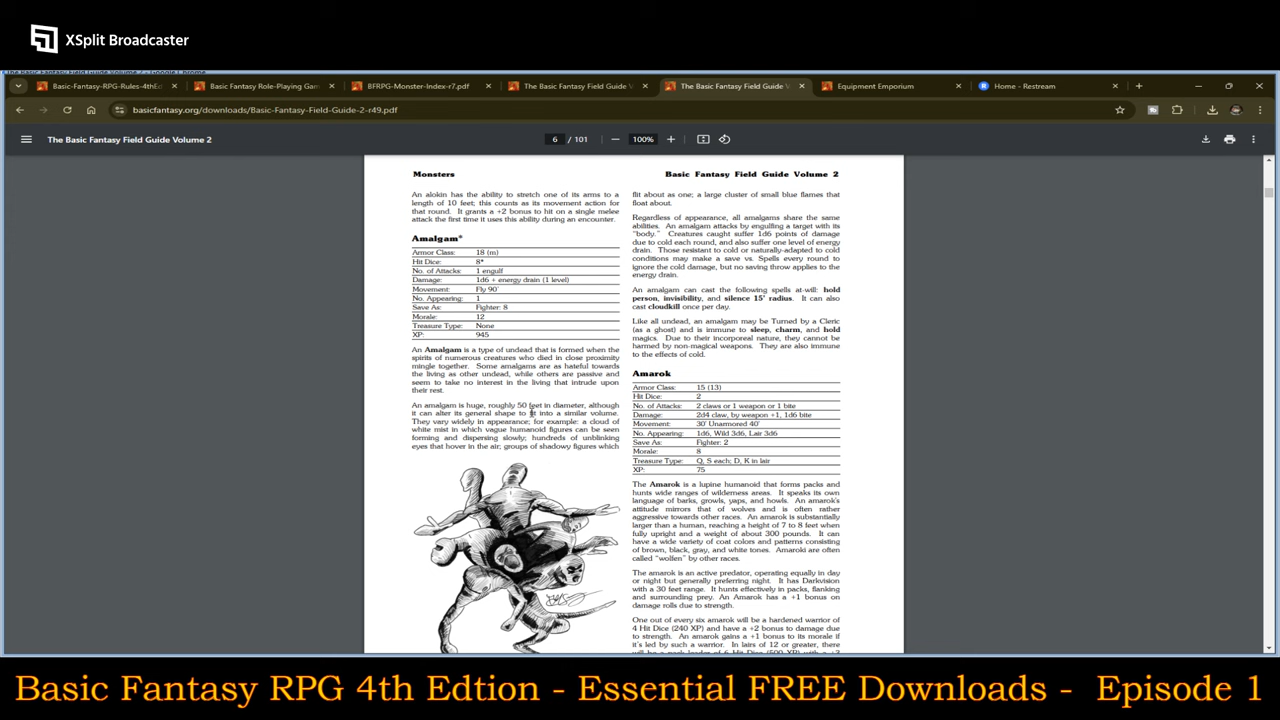 XSplit Broadcaster
The Basic Fantasy Field Guide Volume 2 - Google Chrome
Basic-Fantasy-RPG-Rules-4thEd
Basic Fantasy Role-Playing Gam
BFRPG-Monster-Index-r7.pdf
The Basic Fantasy Field Guide V
The Basic Fantasy Field Guide V
Equipment Emporium
Home - Restream
basicfantasy.org/downloads/Basic-Fantasy-Field-Guide-2-r49.pdf
The Basic Fantasy Field Guide Volume 2
6 / 101
100%
Monsters
Basic Fantasy Field Guide Volume 2
An alokin has the ability to stretch one of its arms to a
length of 10 feet; this counts as its movement action for
that round. It grants a +2 bonus to hit on a single melee
attack the first time it uses this ability during an encounter.
Amalgam*
Armor Class: 18 (m)
Hit Dice: 8*
No. of Attacks: 1 engulf
Damage: 1d6 + energy drain (1 level)
Movement: Fly 90'
No. Appearing: 1
Save As: Fighter: 8
Morale: 12
Treasure Type: None
XP: 945
An Amalgam is a type of undead that is formed when the
spirits of numerous creatures who died in close proximity
mingle together. Some amalgams are as hateful towards
the living as other undead, while others are passive and
seem to take no interest in the living that intrude upon
their rest.
An amalgam is huge, roughly 50 feet in diameter, although
it can alter its general shape to fit into a similar volume.
They vary widely in appearance; for example: a cloud of
white mist in which vague humanoid figures can be seen
forming and dispersing slowly; hundreds of unblinking
eyes that hover in the air; groups of shadowy figures which
flit about as one; a large cluster of small blue flames that
float about.
Regardless of appearance, all amalgams share the same
abilities. An amalgam attacks by engulfing a target with its
"body." Creatures caught suffer 1d6 points of damage
due to cold each round, and also suffer one level of energy
drain. Those resistant to cold or naturally-adapted to cold
conditions may make a save vs. Spells every round to
ignore the cold damage, but no saving throw applies to the
energy drain.
An amalgam can cast the following spells at-will: hold
person, invisibility, and silence 15' radius. It can also
cast cloudkill once per day.
Like all undead, an amalgam may be Turned by a Cleric
(as a ghost) and is immune to sleep, charm, and hold
magics. Due to their incorporeal nature, they cannot be
harmed by non-magical weapons. They are also immune
to the effects of cold.
Amarok
Armor Class: 15 (13)
Hit Dice: 2
No. of Attacks: 2 claws or 1 weapon or 1 bite
Damage: 2d4 claw, by weapon +1, 1d6 bite
Movement: 30' Unarmored 40'
No. Appearing: 1d6, Wild 3d6, Lair 3d6
Save As: Fighter: 2
Morale: 8
Treasure Type: Q, S each; D, K in lair
XP: 75
The Amarok is a lupine humanoid that forms packs and
hunts wide ranges of wilderness areas. It speaks its own
language of barks, growls, yaps, and howls. An amarok's
attitude mirrors that of wolves and is often rather
aggressive towards other races. An amarok is substantially
larger than a human, reaching a height of 7 to 8 feet when
fully upright and a weight of about 300 pounds. It can
have a wide variety of coat colors and patterns consisting
of brown, black, gray, and white tones. Amaroki are often
called "wolfen" by other races.
The amarok is an active predator, operating equally in day
or night but generally preferring night. It has Darkvision
with a 30 feet range. It hunts effectively in packs, flanking
and surrounding prey. An Amarok has a +1 bonus on
damage rolls due to strength.
One out of every six amarok will be a hardened warrior of
4 Hit Dice (240 XP) and have a +2 bonus to damage due
to strength. An amarok gains a +1 bonus to its morale if
it's led by such a warrior. In lairs of 12 or greater, there
will be a pack leader of 6 Hit Dice (500 XP) with a +3
Basic Fantasy RPG 4th Edtion - Essential FREE Downloads - Episode 1